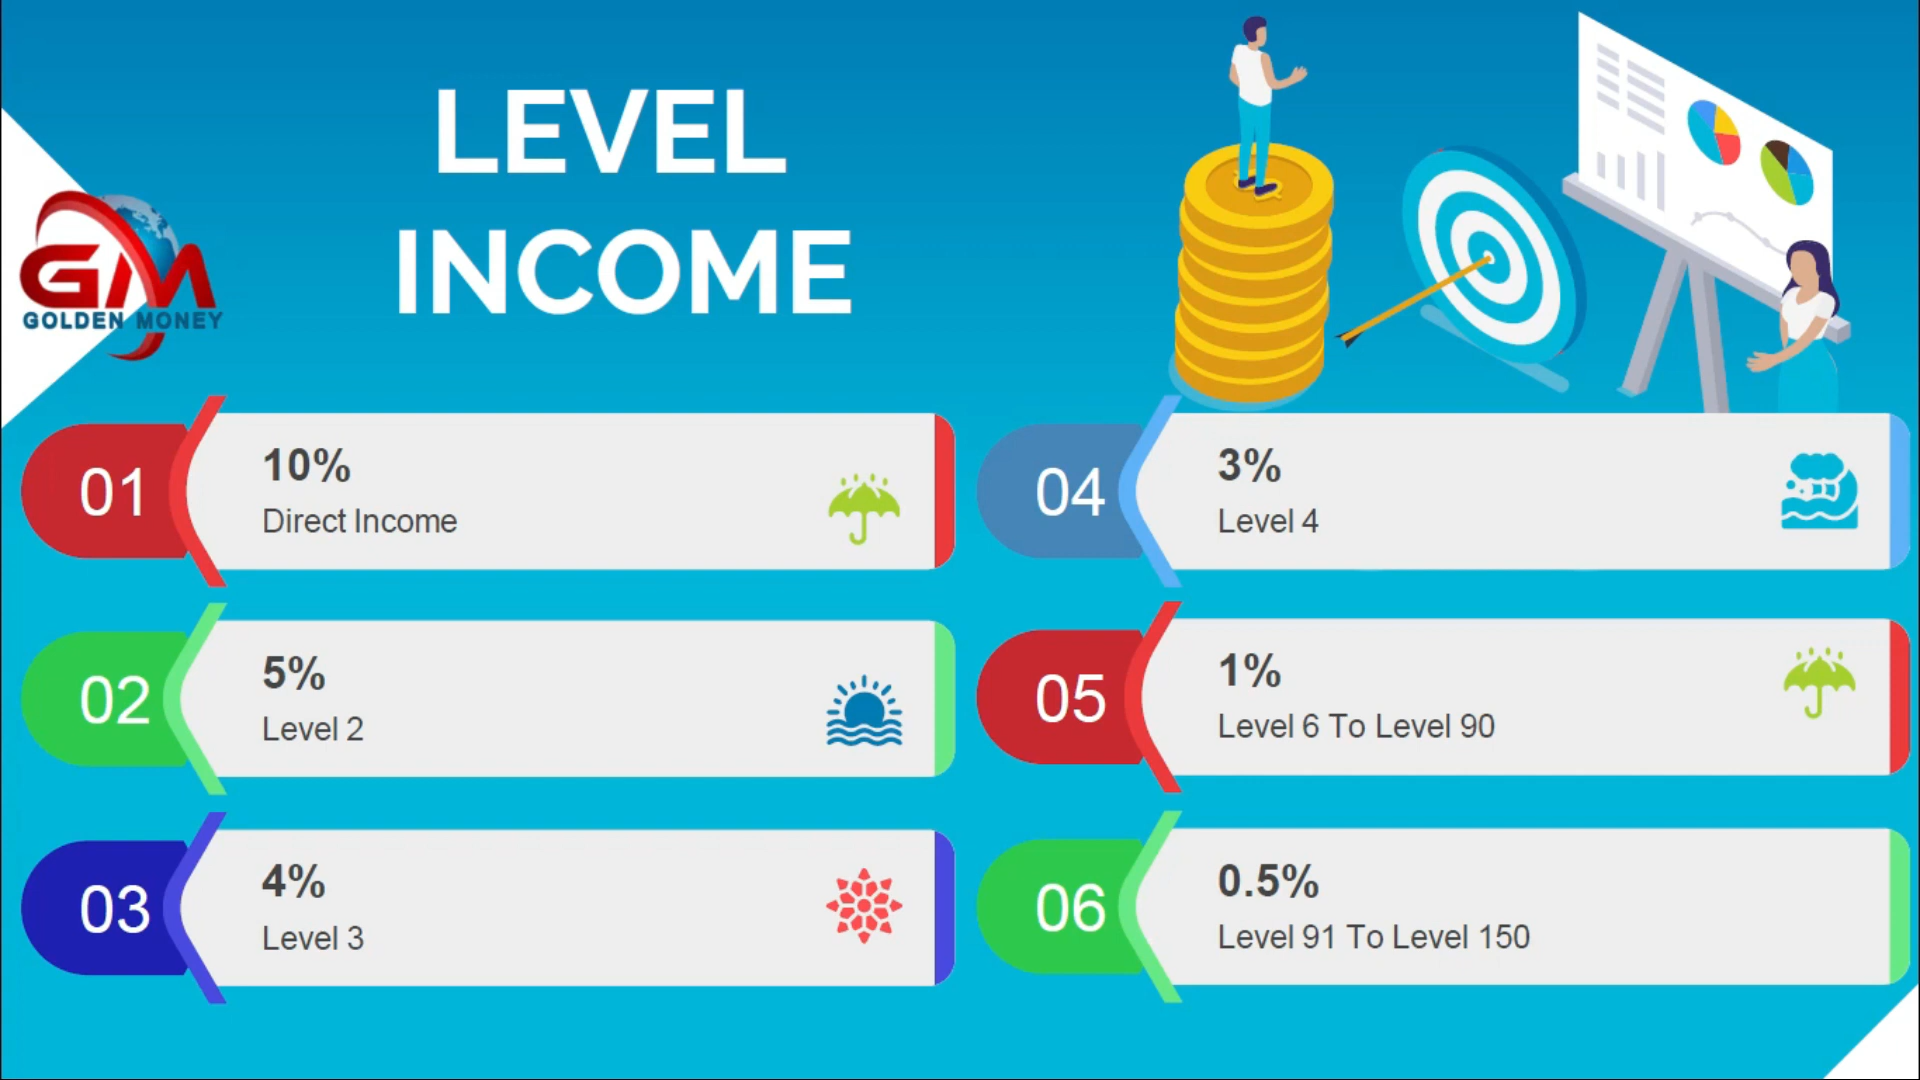 LEVEL
INCOME
GM
GOLDEN MONEY
01
10%
Direct Income
02
5%
Level 2
03
4%
Level 3
04
3%
Level 4
05
1%
Level 6 To Level 90
06
0.5%
Level 91 To Level 150